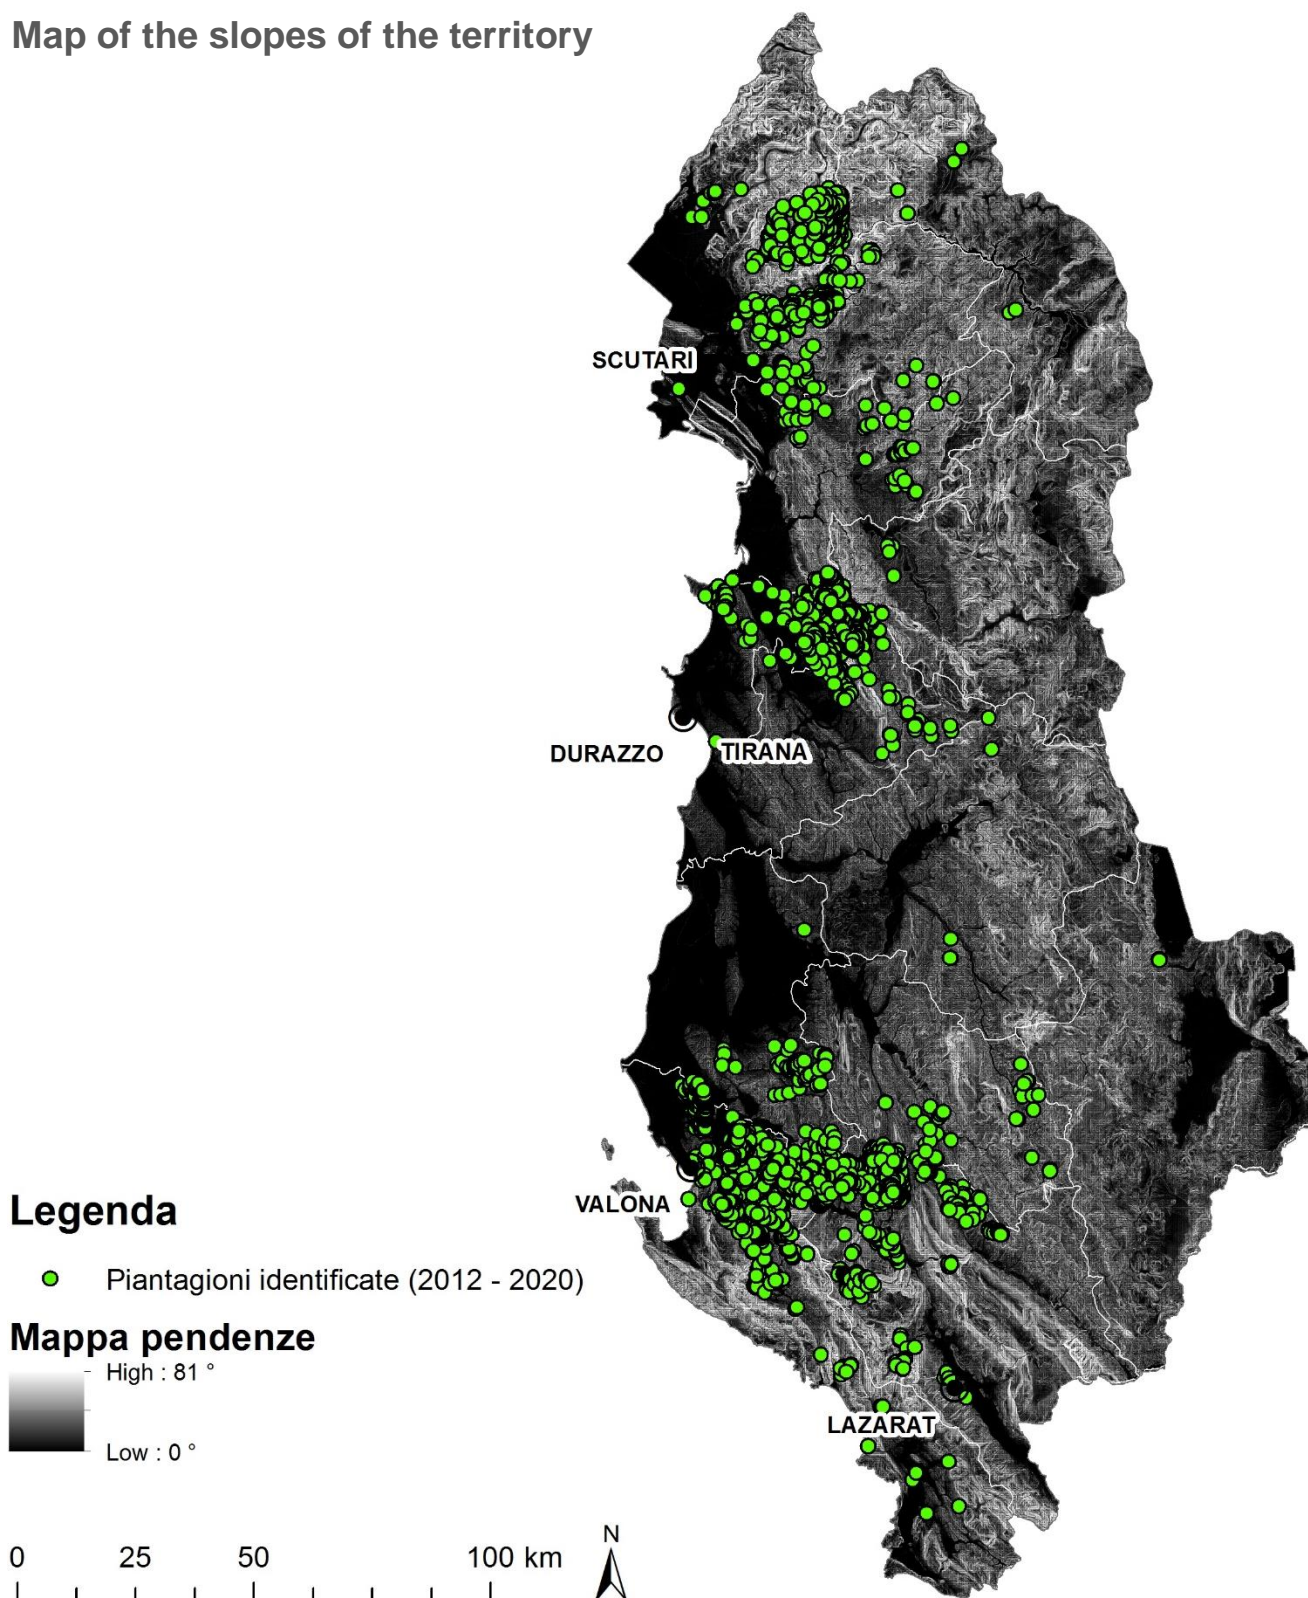 Map of the slopes of the territory
SCUTARI
DURAZZO
TIRANA
VALONA
LAZARAT
Legenda
Piantagioni identificate (2012 - 2020)
Mappa pendenze
High : 81 °
Low : 0 °
0 25 50 100 km
N